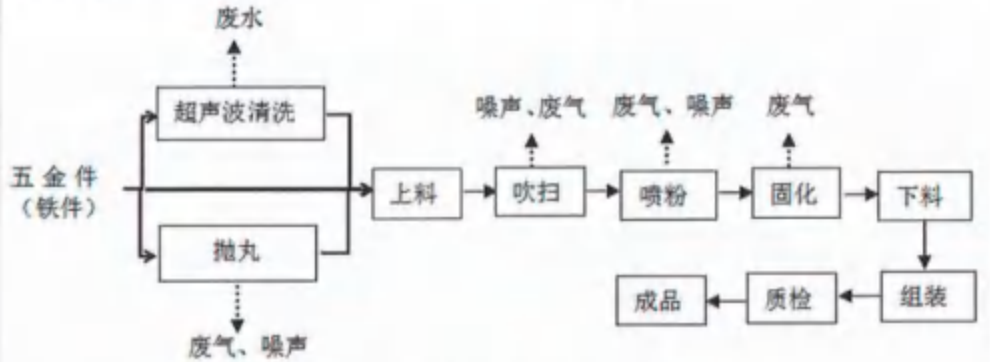 废水
超声波清洗
噪声、废气
废气、噪声
废气
五金件
（铁件）
上料
吹扫
喷粉
固化
下料
抛丸
成品
质检
组装
废气、噪声